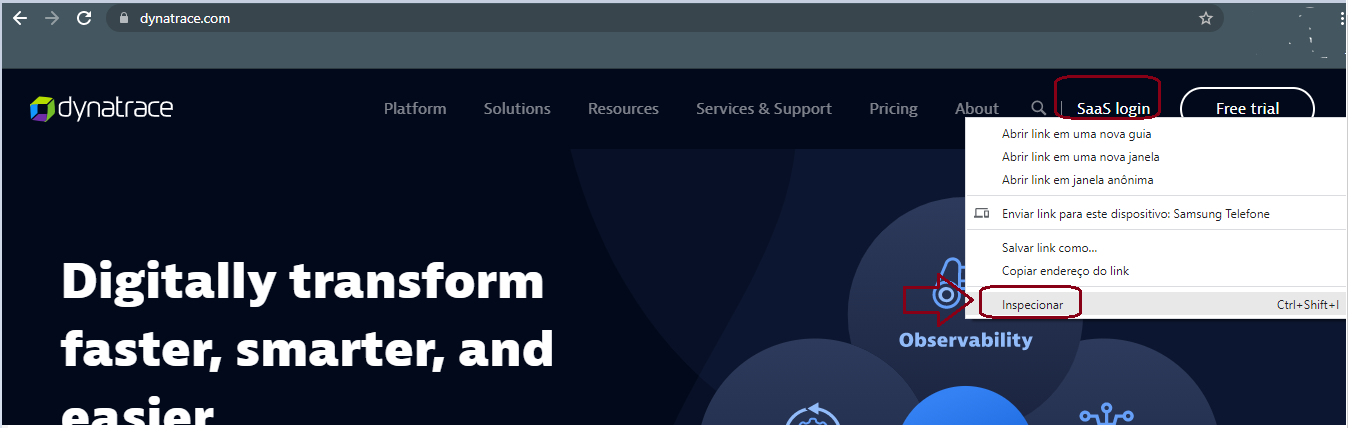 dynatrace.com
dynatrace
Platform Solutions Resources Services & Support Pricing About SaaS login Free trial
Abrir link em uma nova guia
Abrir link em uma nova janela
Abrir link em janela anônima
Enviar link para este dispositivo: Samsung Telefone
Salvar link como...
Copiar endereço do link
Inspecionar Ctrl+Shift+I
Observability
Digitally transform
faster, smarter, and
easier